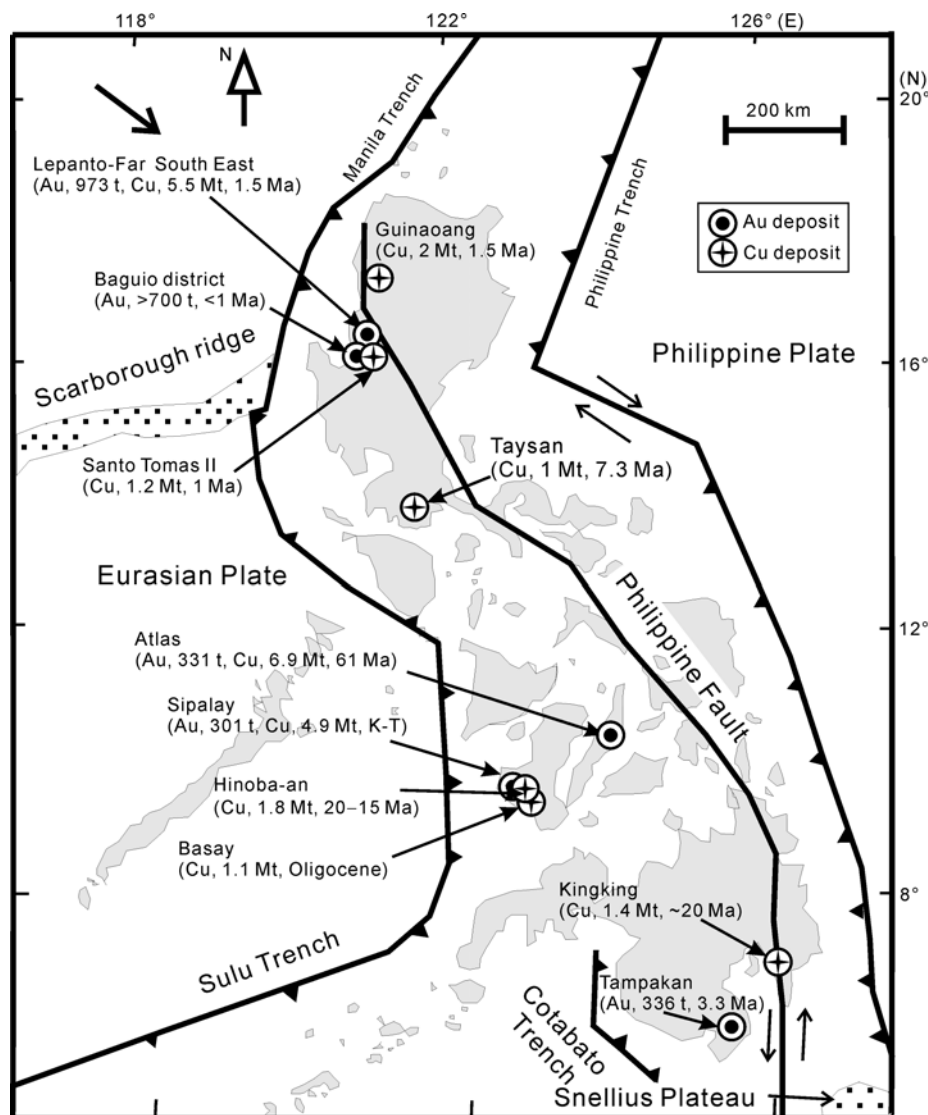 118°
122°
126° (E)
N
(N)
20°
200 km
Manila Trench
Lepanto-Far South East
(Au, 973 t, Cu, 5.5 Mt, 1.5 Ma)
Philippine Trench
Au deposit
Cu deposit
Guinaoang
(Cu, 2 Mt, 1.5 Ma)
Baguio district
(Au, >700 t, <1 Ma)
Scarborough ridge
Philippine Plate
16°
Santo Tomas II
(Cu, 1.2 Mt, 1 Ma)
Taysan
(Cu, 1 Mt, 7.3 Ma)
Eurasian Plate
Philippine Fault
12°
Atlas
(Au, 331 t, Cu, 6.9 Mt, 61 Ma)
Sipalay
(Au, 301 t, Cu, 4.9 Mt, K-T)
Hinoba-an
(Cu, 1.8 Mt, 20–15 Ma)
Basay
(Cu, 1.1 Mt, Oligocene)
8°
Kingking
(Cu, 1.4 Mt, ~20 Ma)
Sulu Trench
Tampakan
(Au, 336 t, 3.3 Ma)
Cotabato
Trench
Snellius Plateau